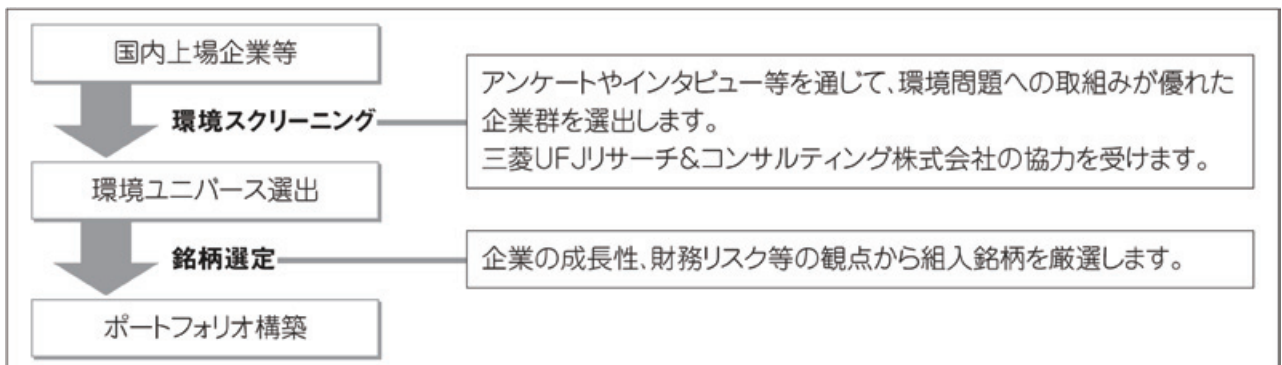 国内上場企業等
環境スクリーニング
アンケートやインタビュー等を通じて、環境問題への取組みが優れた
企業群を選出します。
三菱UFJリサーチ&コンサルティング株式会社の協力を受けます。
環境ユニバース選出
銘柄選定
企業の成長性、財務リスク等の観点から組入銘柄を厳選します。
ポートフォリオ構築